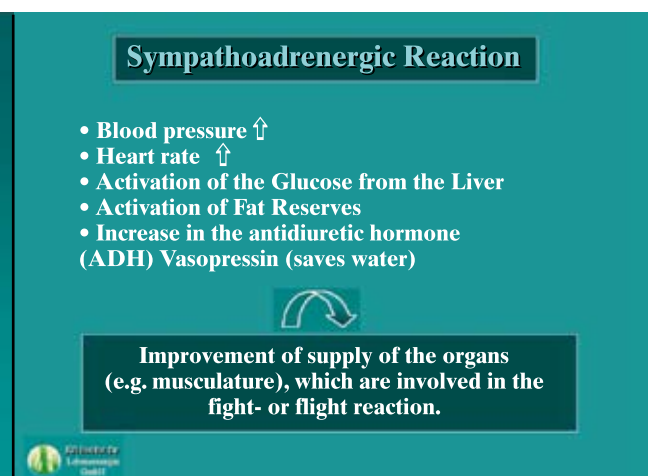 Sympathoadrenergic Reaction
• Blood pressure ⇧
• Heart rate ⇧
• Activation of the Glucose from the Liver
• Activation of Fat Reserves
• Increase in the antidiuretic hormone
(ADH) Vasopressin (saves water)
Improvement of supply of the organs
(e.g. musculature), which are involved in the
fight- or flight reaction.
GmbH